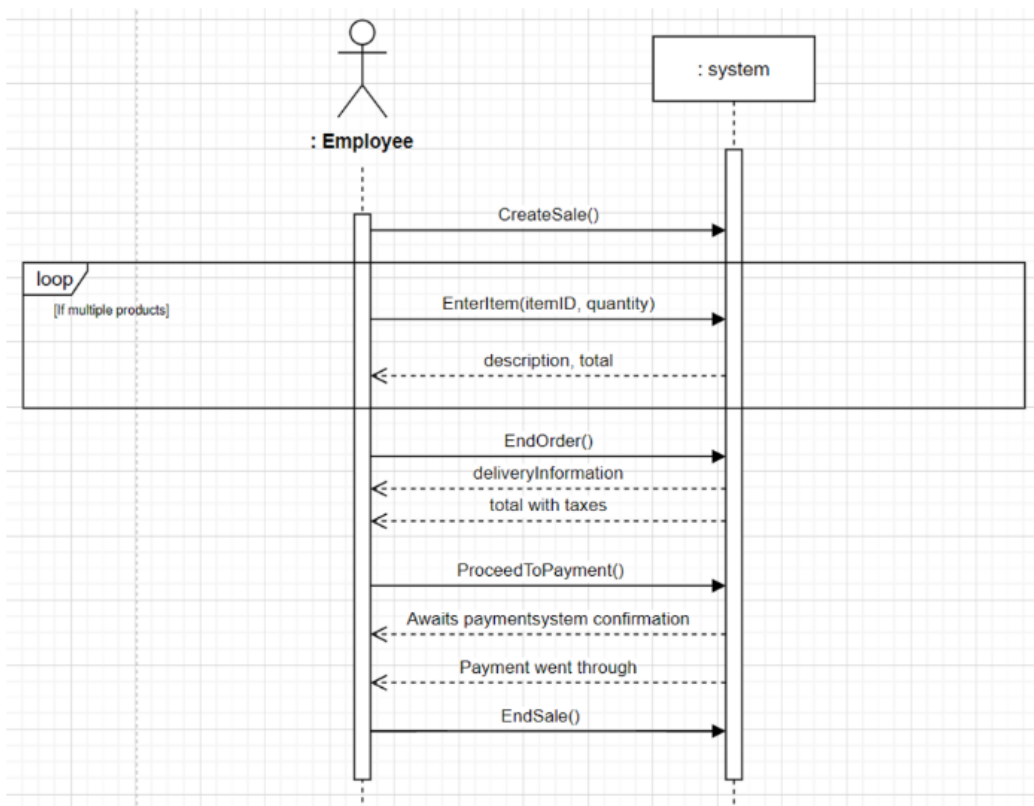 : system
: Employee
CreateSale()
loop
[If multiple products]
EnterItem(itemID, quantity)
description, total
EndOrder()
deliveryInformation
total with taxes
ProceedToPayment()
Awaits paymentsystem confirmation
Payment went through
EndSale()